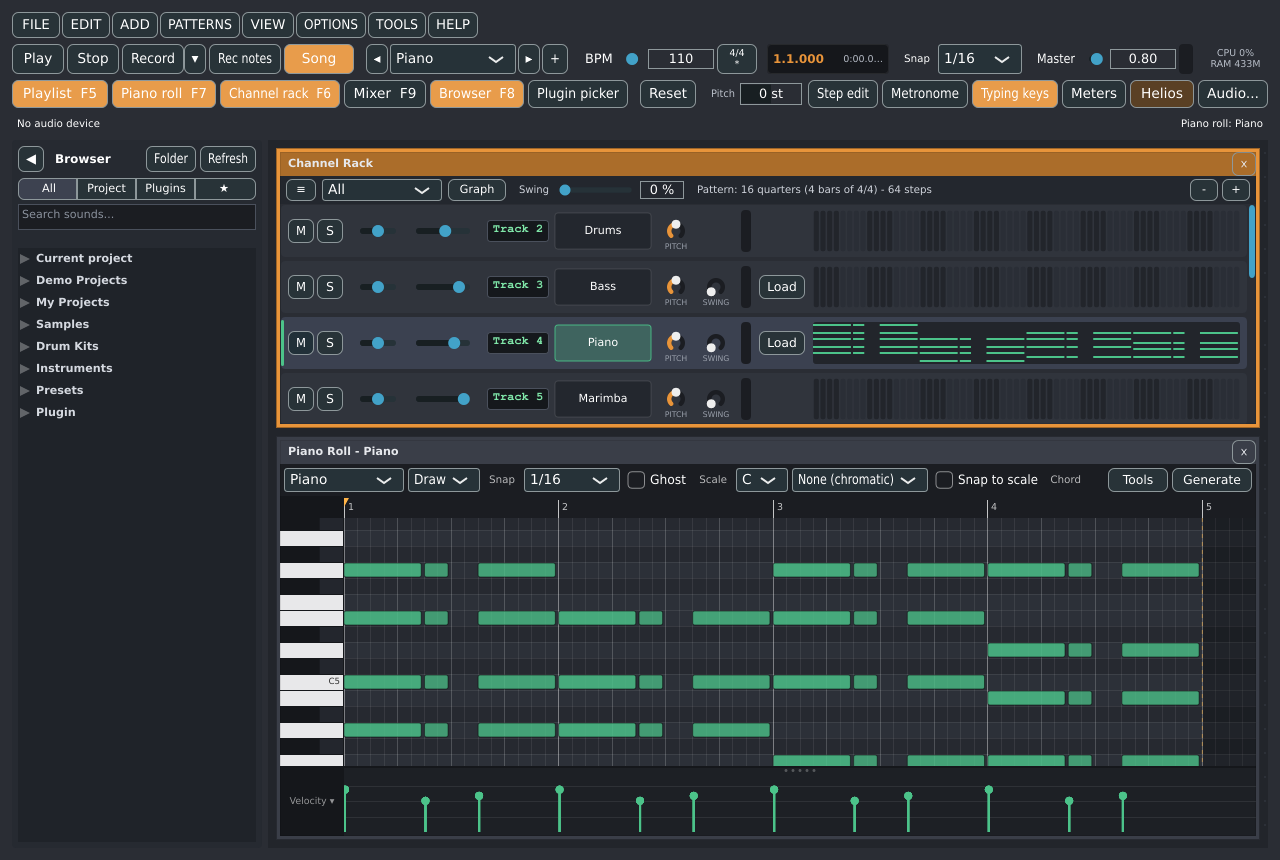 FILE EDIT ADD PATTERNS VIEW OPTIONS TOOLS HELP
Play Stop Record ▼ Rec notes Song ◄ Piano ► + BPM 110 4/4 * 1.1.000 0:00.0... Snap 1/16 Master 0.80 CPU 0%
RAM 433M
Playlist F5 Piano roll F7 Channel rack F6 Mixer F9 Browser F8 Plugin picker Reset Pitch 0 st Step edit Metronome Typing keys Meters Helios Audio...
No audio device Piano roll: Piano
◀ Browser Folder Refresh
All Project Plugins ★
Search sounds...
▶ Current project
▶ Demo Projects
▶ My Projects
▶ Samples
▶ Drum Kits
▶ Instruments
▶ Presets
▶ Plugin
Channel Rack x
≡ All Graph Swing 0 % Pattern: 16 quarters (4 bars of 4/4) - 64 steps - +
M S Track 2 Drums PITCH
M S Track 3 Bass PITCH SWING Load
M S Track 4 Piano PITCH SWING Load
M S Track 5 Marimba PITCH SWING
Piano Roll - Piano x
Piano Draw Snap 1/16 Ghost Scale C None (chromatic) Snap to scale Chord Tools Generate
1 2 3 4 5
C5
Velocity ▾